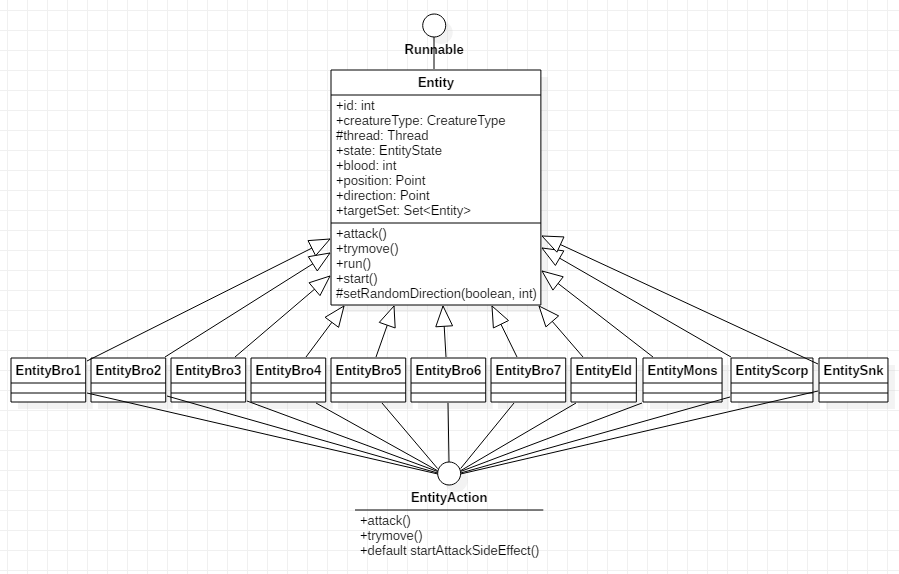 Runnable
Entity
+id: int
+creatureType: CreatureType
#thread: Thread
+state: EntityState
+blood: int
+position: Point
+direction: Point
+targetSet: Set<Entity>
+attack()
+trymove()
+run()
+start()
#setRandomDirection(boolean, int)
EntityBro1 EntityBro2 EntityBro3 EntityBro4 EntityBro5 EntityBro6 EntityBro7 EntityEld EntityMons EntityScorp EntitySnk
EntityAction
+attack()
+trymove()
+default startAttackSideEffect()